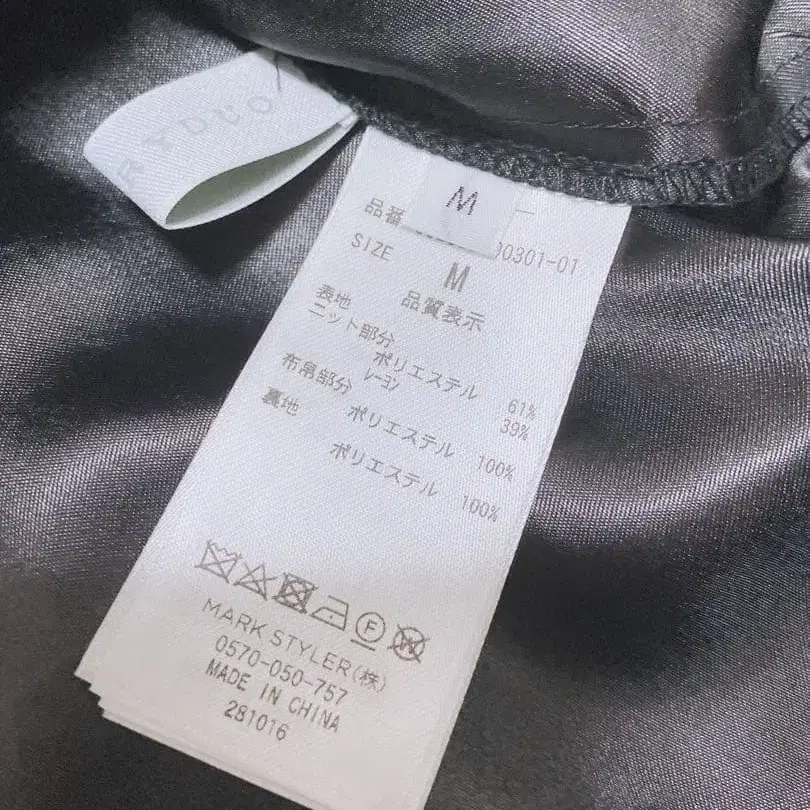 RYDUO
M
品番 00301-01
SIZE M
品質表示
表地
ニット部分
ポリエステル 61%
レーヨン 39%
布帛部分
ポリエステル 100%
裏地
ポリエステル 100%
F
W
MARK STYLER(株)
0570-050-757
MADE IN CHINA
281016